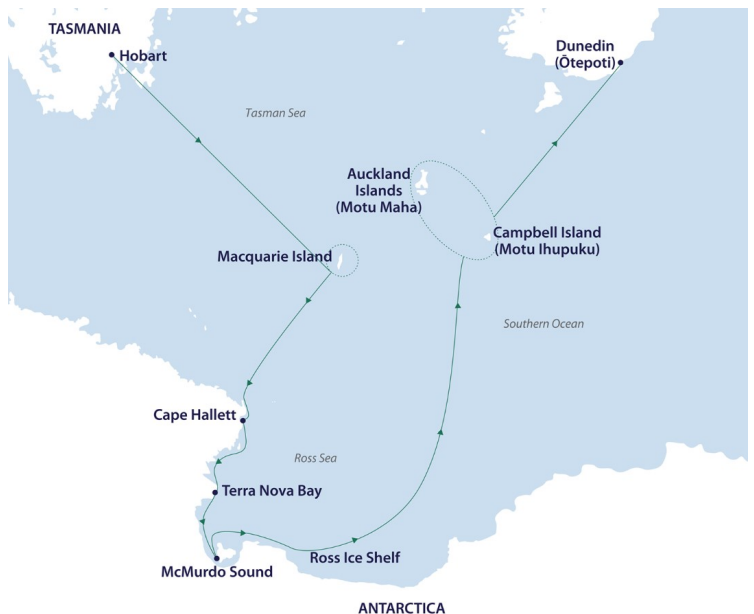 TASMANIA
Hobart
Dunedin
(Ōtepoti)
Tasman Sea
Auckland
Islands
(Motu Maha)
Campbell Island
(Motu Ihupuku)
Macquarie Island
Southern Ocean
Cape Hallett
Ross Sea
Terra Nova Bay
Ross Ice Shelf
McMurdo Sound
ANTARCTICA